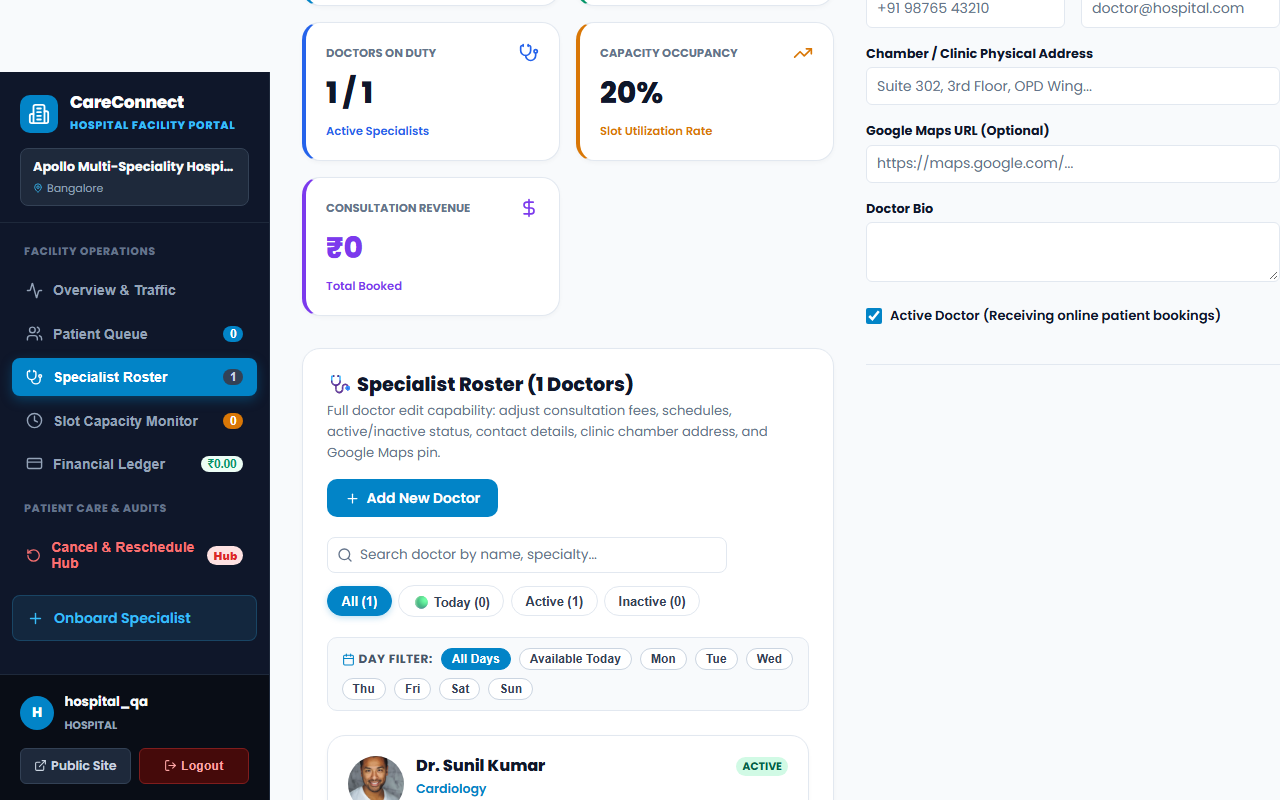 CareConnect
HOSPITAL FACILITY PORTAL
Apollo Multi-Speciality Hospi...
Bangalore
FACILITY OPERATIONS
Overview & Traffic
Patient Queue 0
Specialist Roster 1
Slot Capacity Monitor 0
Financial Ledger ₹0.00
PATIENT CARE & AUDITS
Cancel & Reschedule
Hub Hub
Onboard Specialist
H hospital_qa
HOSPITAL
Public Site Logout
DOCTORS ON DUTY
1 / 1
Active Specialists
CAPACITY OCCUPANCY
20%
Slot Utilization Rate
CONSULTATION REVENUE
₹0
Total Booked
Specialist Roster (1 Doctors)
Full doctor edit capability: adjust consultation fees, schedules,
active/inactive status, contact details, clinic chamber address, and
Google Maps pin.
Add New Doctor
Search doctor by name, specialty...
All (1) Today (0) Active (1) Inactive (0)
DAY FILTER: All Days Available Today Mon Tue Wed
Thu Fri Sat Sun
Dr. Sunil Kumar ACTIVE
Cardiology
+91 98765 43210 doctor@hospital.com
Chamber / Clinic Physical Address
Suite 302, 3rd Floor, OPD Wing...
Google Maps URL (Optional)
https://maps.google.com/...
Doctor Bio
Active Doctor (Receiving online patient bookings)